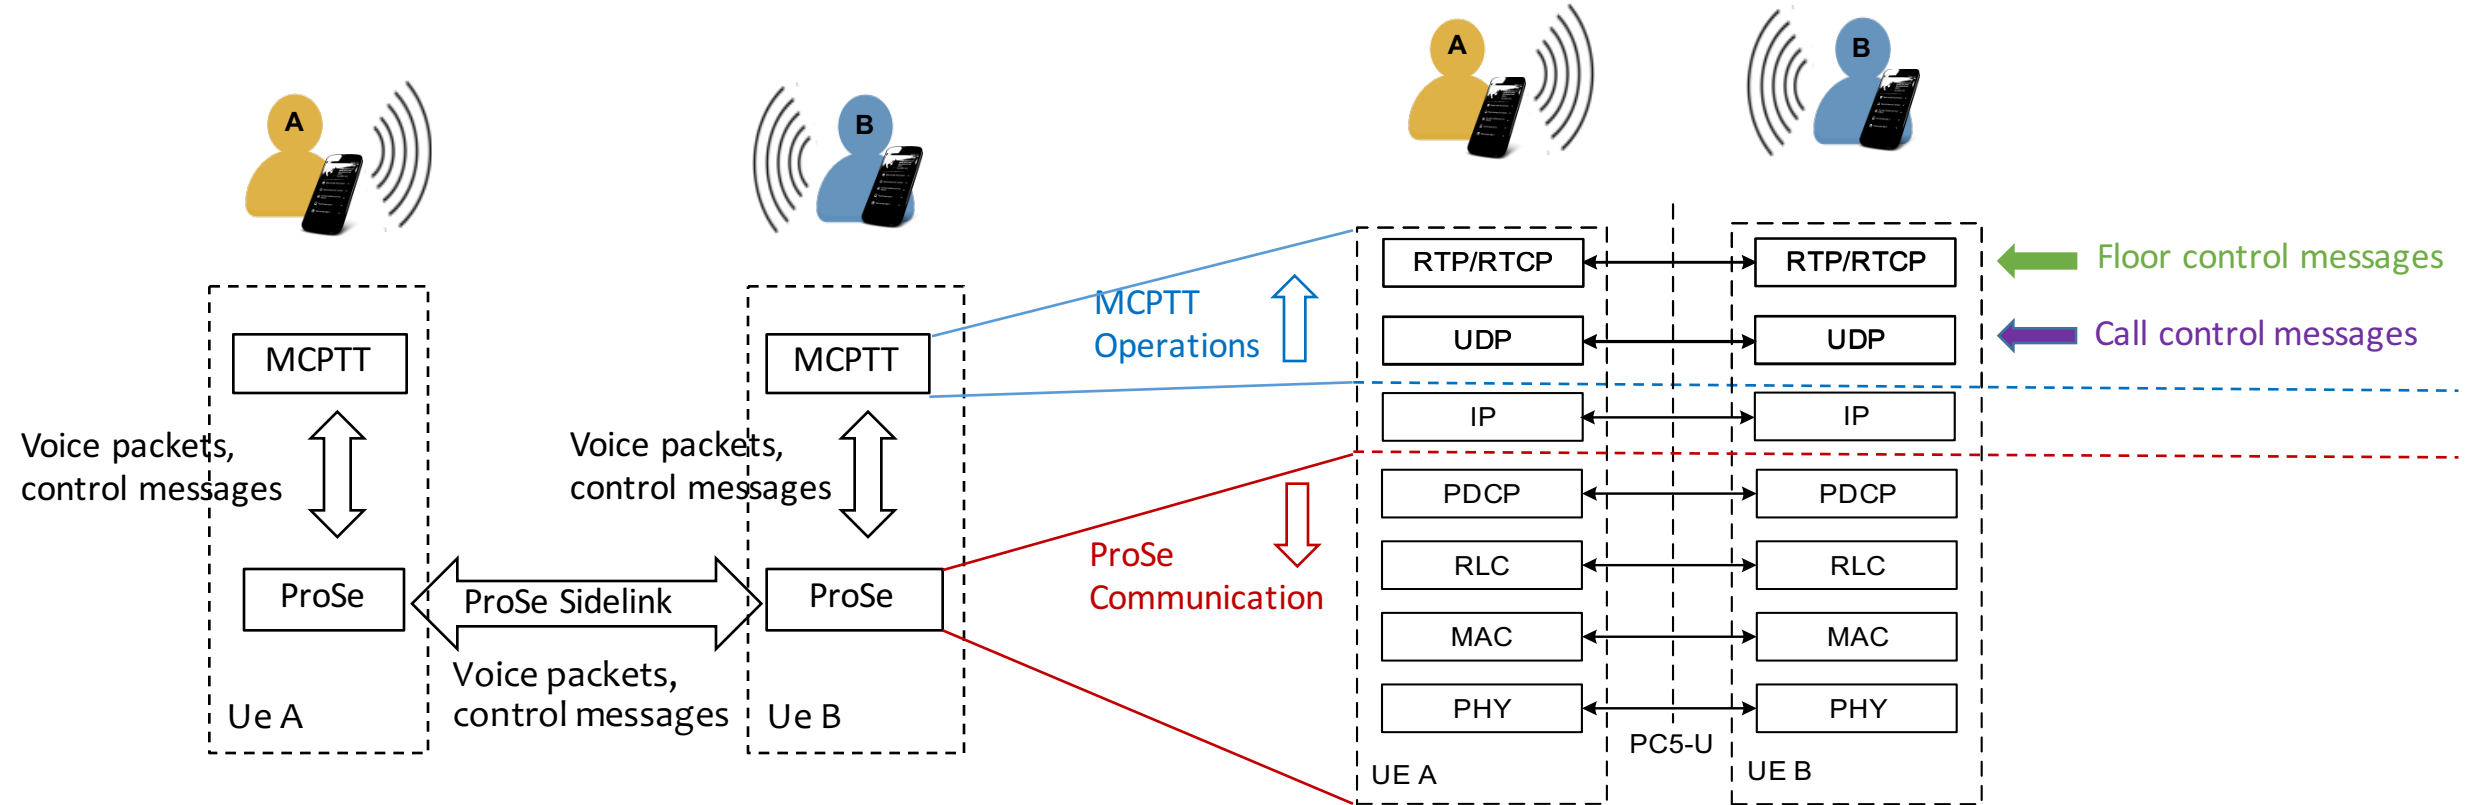 A
B
MCPTT
MCPTT
Voice packets,
control messages
Voice packets,
control messages
ProSe
ProSe Sidelink
ProSe
Voice packets,
control messages
Ue A
Ue B
A
B
MCPTT
Operations
ProSe
Communication
RTP/RTCP
RTP/RTCP
Floor control messages
UDP
UDP
Call control messages
IP
IP
PDCP
PDCP
RLC
RLC
MAC
MAC
PHY
PHY
PC5-U
UE A
UE B